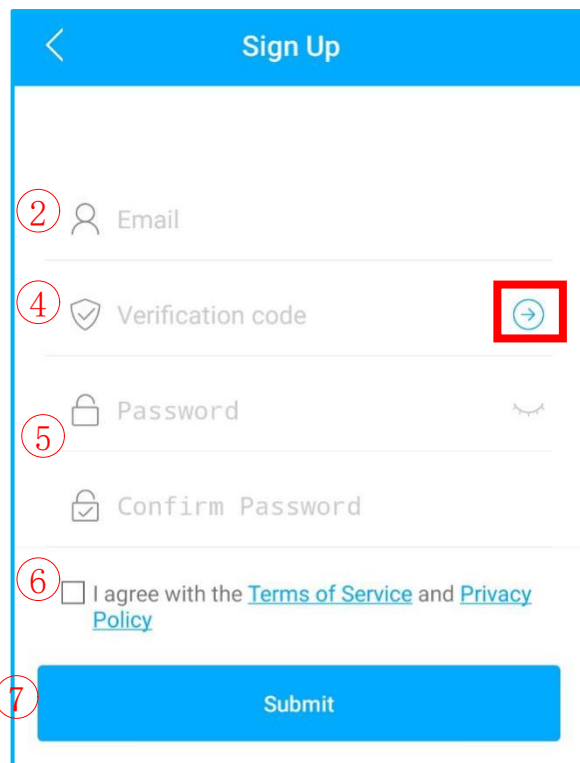 Sign Up
② Email
④ Verification code
Password
⑤
Confirm Password
⑥ I agree with the Terms of Service and Privacy
Policy
⑦ Submit